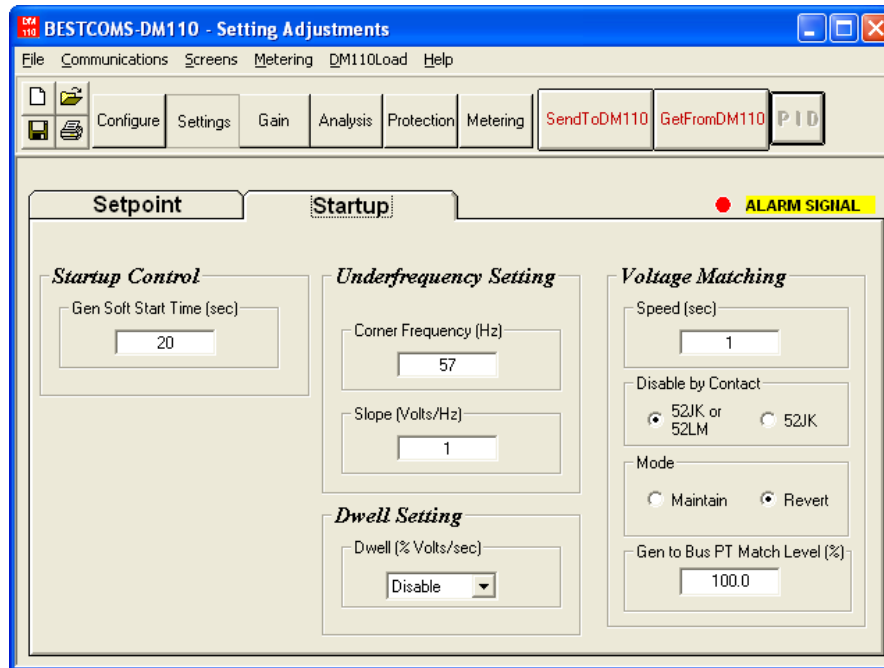 DM 110 BESTCOMS-DM110 - Setting Adjustments
File Communications Screens Metering DM110Load Help
Configure Settings Gain Analysis Protection Metering SendToDM110 GetFromDM110 PID
Setpoint Startup ALARM SIGNAL
Startup Control
Gen Soft Start Time (sec)
20
Underfrequency Setting
Corner Frequency (Hz)
57
Slope (Volts/Hz)
1
Dwell Setting
Dwell (% Volts/sec)
Disable
Voltage Matching
Speed (sec)
1
Disable by Contact
52JK or
52LM
52JK
Mode
Maintain Revert
Gen to Bus PT Match Level (%)
100.0